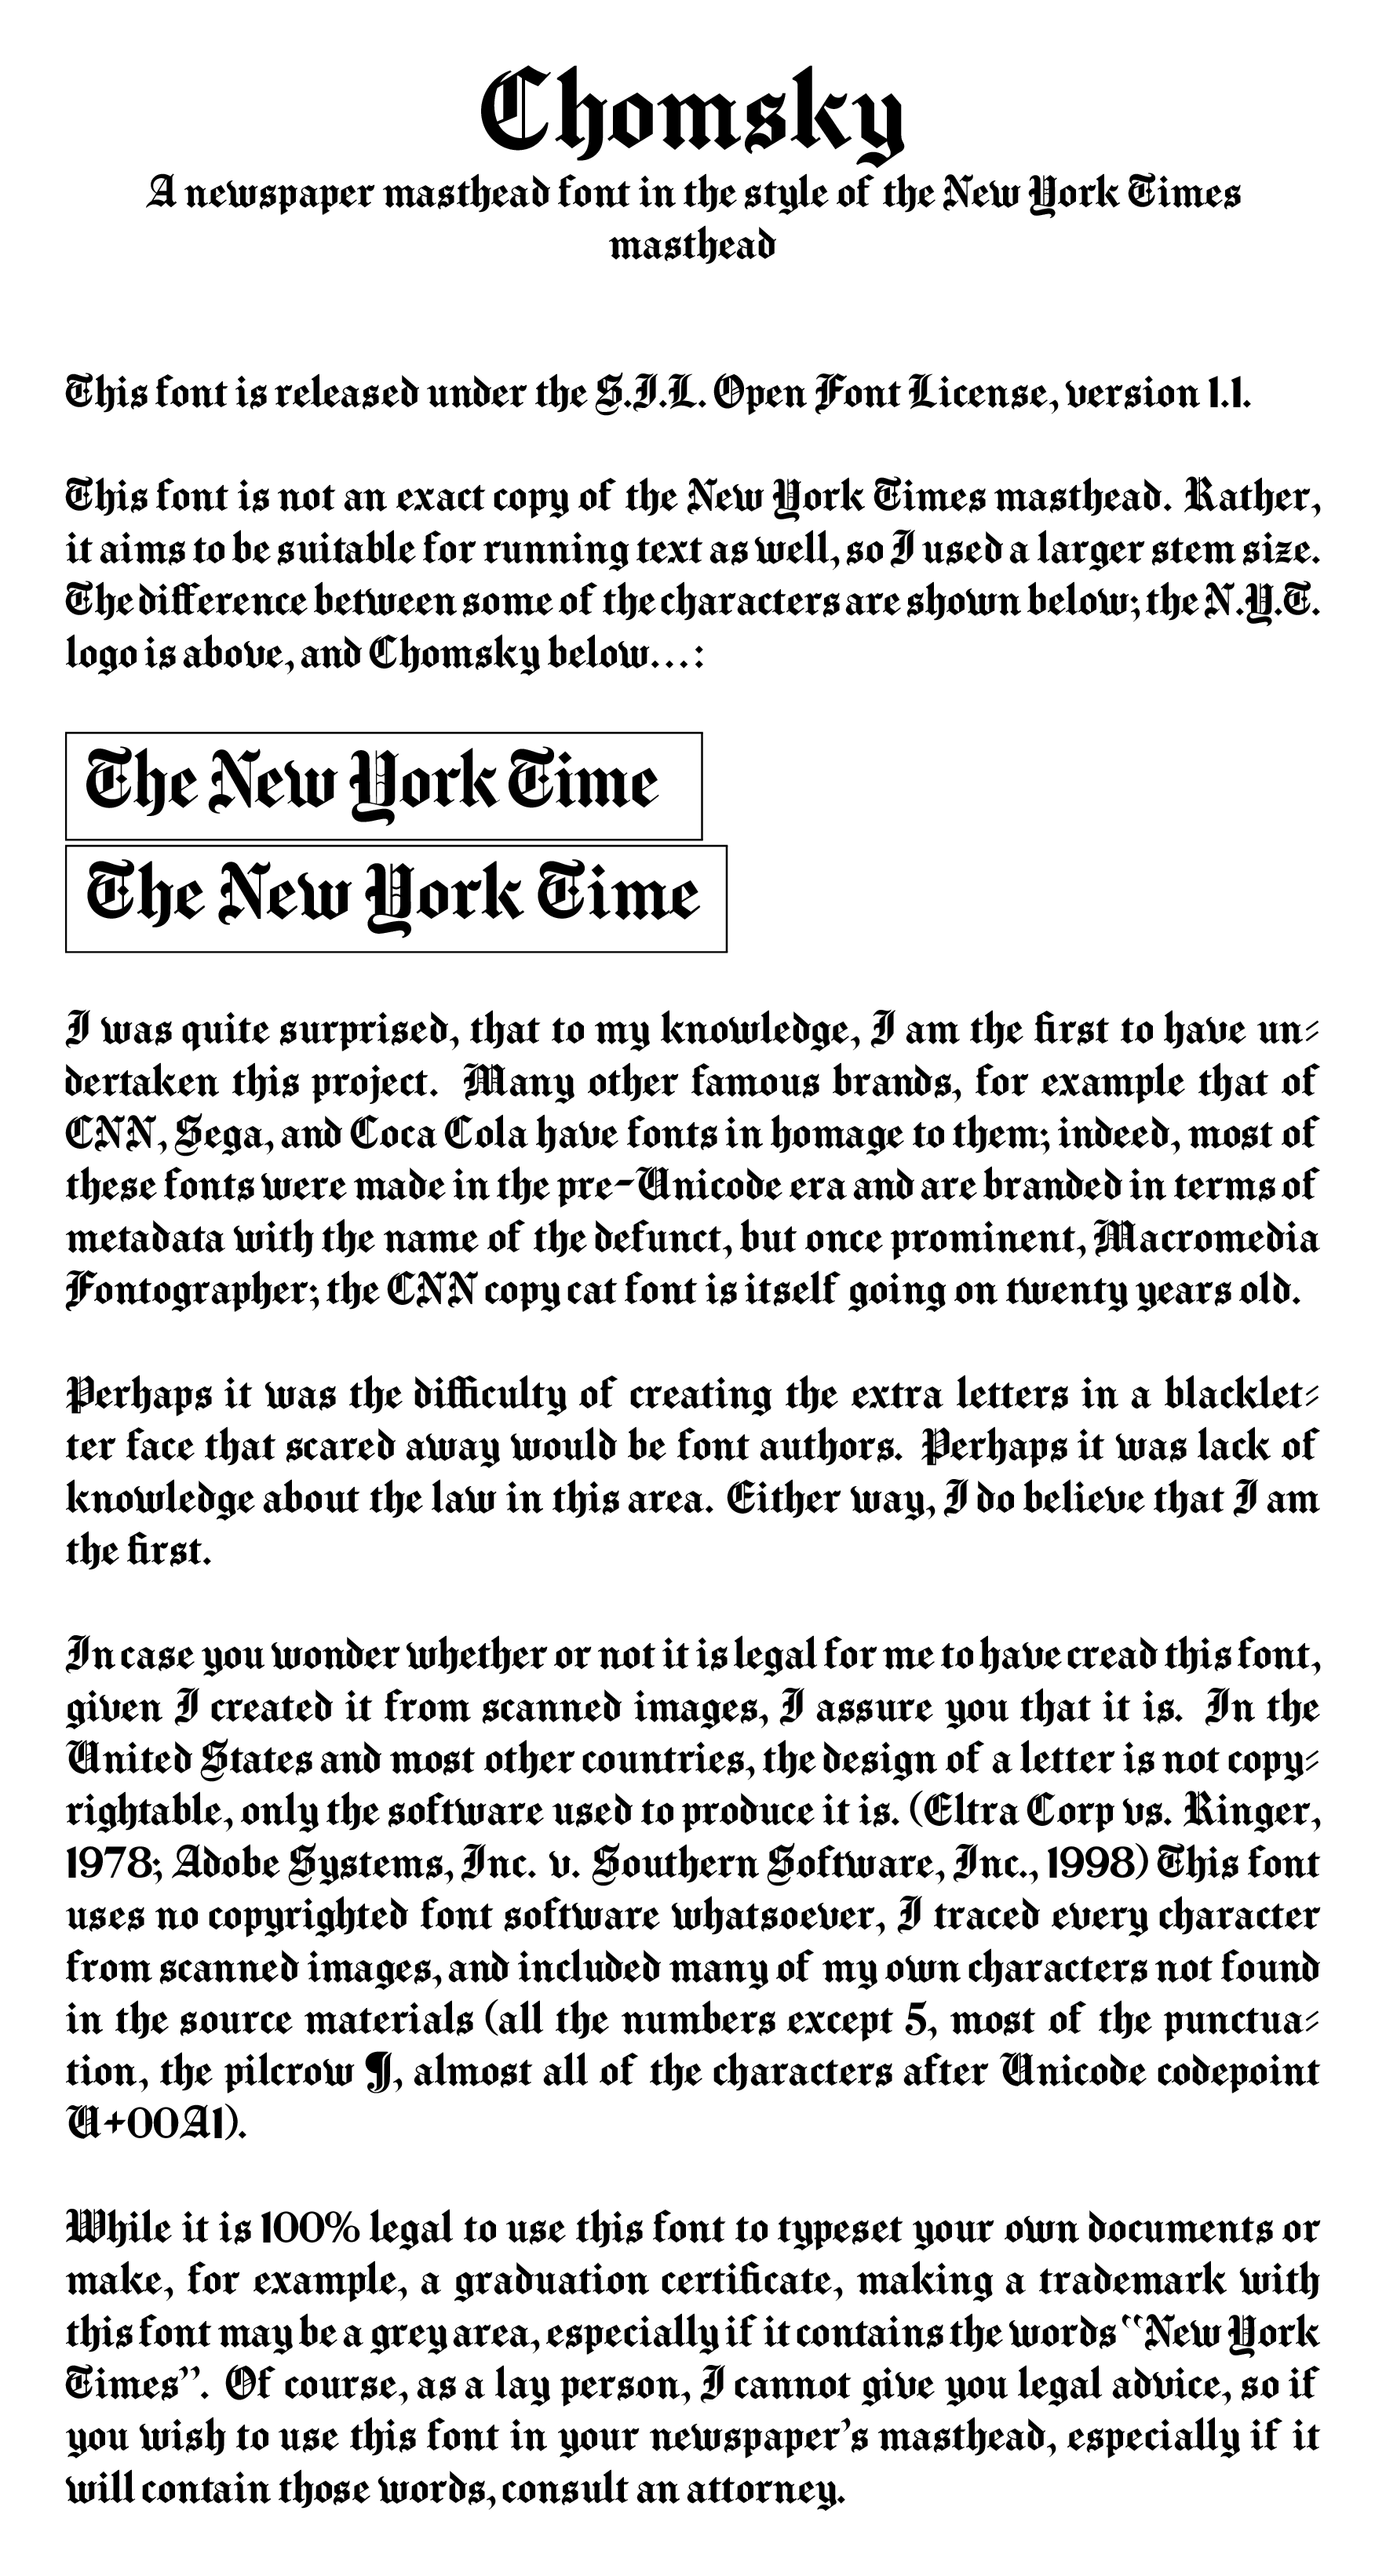 Chomsky
A newspaper masthead font in the style of the New York Times
masthead
This font is released under the S.I.L. Open Font License, version 1.1.
This font is not an exact copy of the New York Times masthead. Rather,
it aims to be suitable for running text as well, so I used a larger stem size.
The difference between some of the characters are shown below; the N.Y.T.
logo is above, and Chomsky below…:
The New York Time
The New York Time
I was quite surprised, that to my knowledge, I am the first to have un-
dertaken this project. Many other famous brands, for example that of
CNN, Sega, and Coca Cola have fonts in homage to them; indeed, most of
these fonts were made in the pre-Unicode era and are branded in terms of
metadata with the name of the defunct, but once prominent, Macromedia
Fontographer; the CNN copy cat font is itself going on twenty years old.
Perhaps it was the difficulty of creating the extra letters in a blacklet-
ter face that scared away would be font authors. Perhaps it was lack of
knowledge about the law in this area. Either way, I do believe that I am
the first.
In case you wonder whether or not it is legal for me to have cread this font,
given I created it from scanned images, I assure you that it is. In the
United States and most other countries, the design of a letter is not copy-
rightable, only the software used to produce it is. (Eltra Corp vs. Ringer,
1978; Adobe Systems, Inc. v. Southern Software, Inc., 1998) This font
uses no copyrighted font software whatsoever, I traced every character
from scanned images, and included many of my own characters not found
in the source materials (all the numbers except 5, most of the punctua-
tion, the pilcrow ¶, almost all of the characters after Unicode codepoint
U+00A1).
While it is 100% legal to use this font to typeset your own documents or
make, for example, a graduation certificate, making a trademark with
this font may be a grey area, especially if it contains the words “New York
Times”. Of course, as a lay person, I cannot give you legal advice, so if
you wish to use this font in your newspaper’s masthead, especially if it
will contain those words, consult an attorney.